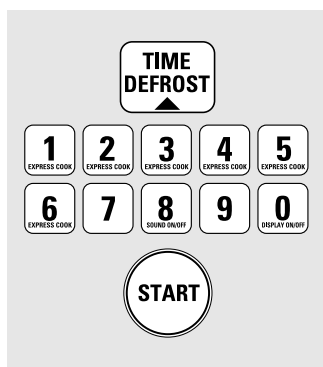 TIME
DEFROST
1 2 3 4 5
EXPRESS COOK EXPRESS COOK EXPRESS COOK EXPRESS COOK EXPRESS COOK
6 7 8 9 0
EXPRESS COOK SOUND ON/OFF DISPLAY ON/OFF
START